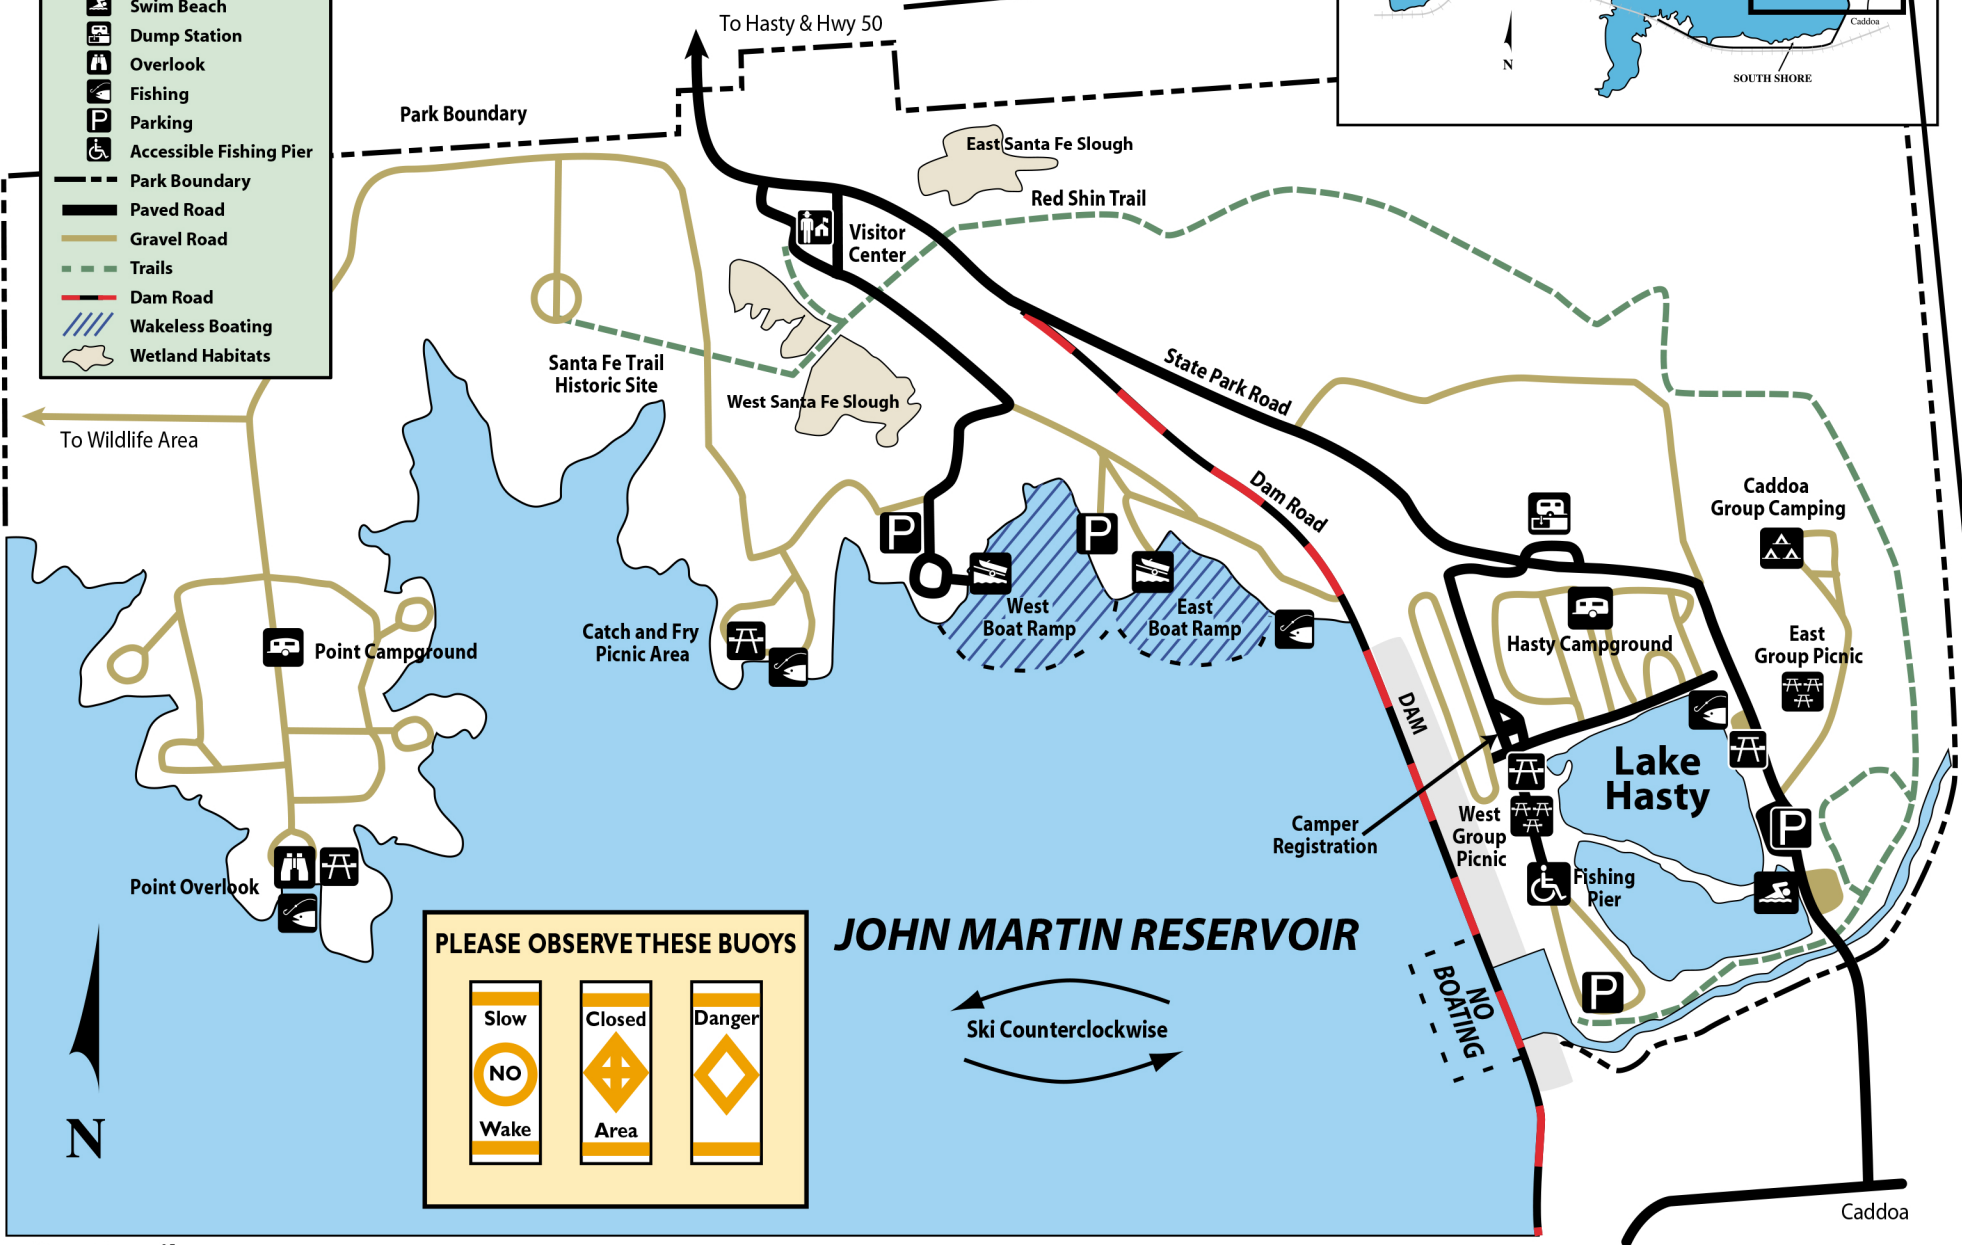 Swim Beach
Dump Station
Overlook
Fishing
P
Parking
Accessible Fishing Pier
Park Boundary
Paved Road
Gravel Road
Trails
Dam Road
Wakeless Boating
Wetland Habitats
To Hasty & Hwy 50
Park Boundary
N
Caddoa
SOUTH SHORE
East Santa Fe Slough
Red Shin Trail
Visitor
Center
Santa Fe Trail
Historic Site
West Santa Fe Slough
State Park Road
Dam Road
To Wildlife Area
Caddoa
Group Camping
P
P
West
Boat Ramp
East
Boat Ramp
Catch and Fry
Picnic Area
Point Campground
Hasty Campground
East
Group Picnic
DAM
Lake
Hasty
Camper
Registration
West
Group
Picnic
P
Fishing
Pier
Point Overlook
P
JOHN MARTIN RESERVOIR
Ski Counterclockwise
NO
BOATING
PLEASE OBSERVE THESE BUOYS
Slow
NO
Wake
Closed
Area
Danger
N
Caddoa